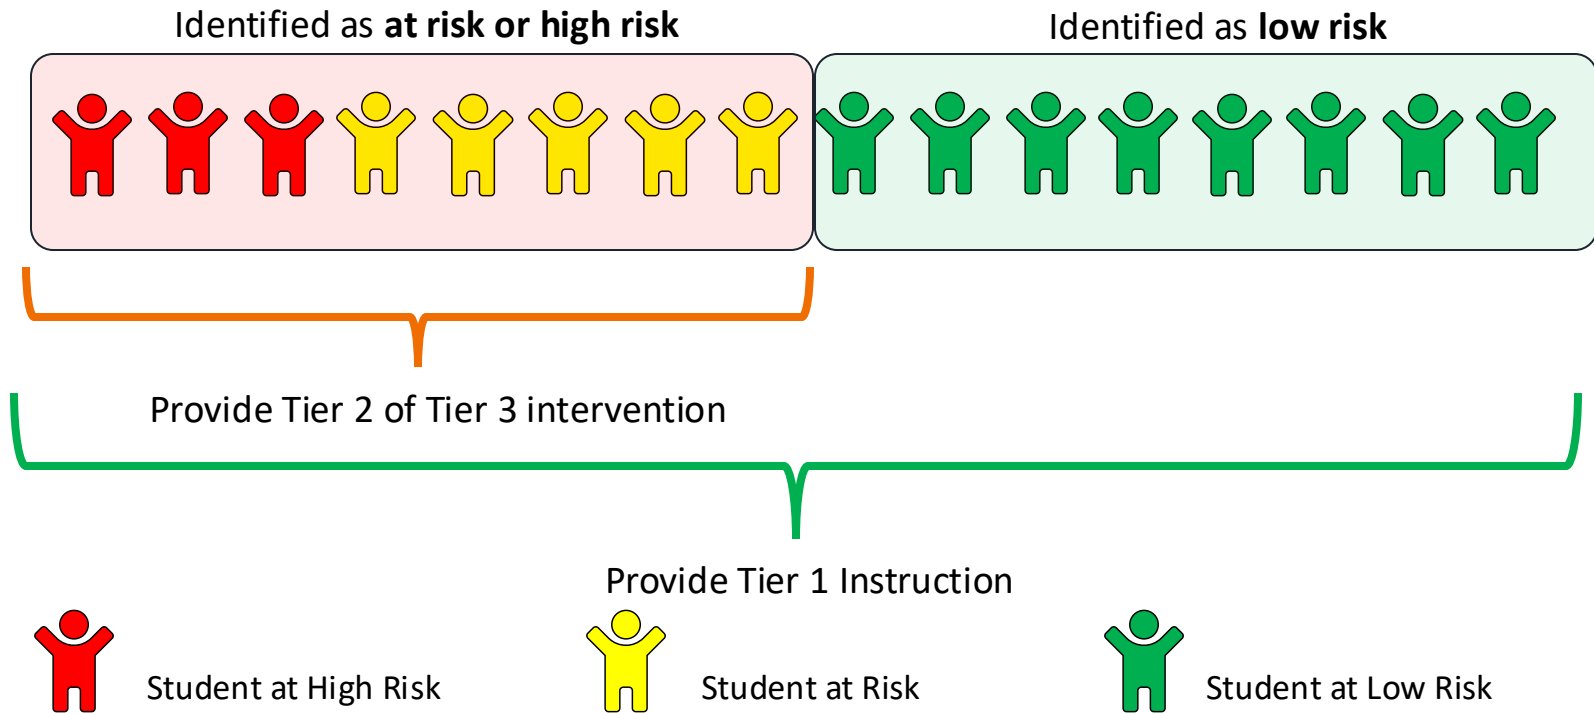 Identified as at risk or high risk
Identified as low risk
Provide Tier 2 of Tier 3 intervention
Provide Tier 1 Instruction
Student at High Risk
Student at Risk
Student at Low Risk